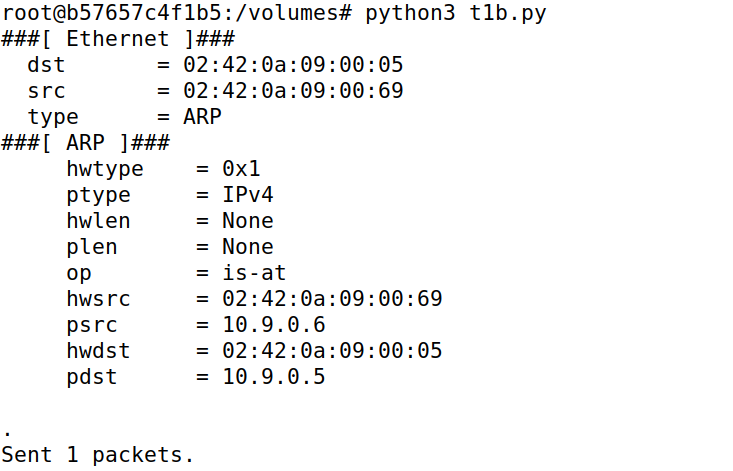 root@b57657c4f1b5:/volumes# python3 t1b.py
###[ Ethernet ]###
  dst       = 02:42:0a:09:00:05
  src       = 02:42:0a:09:00:69
  type      = ARP
###[ ARP ]###
     hwtype    = 0x1
     ptype     = IPv4
     hwlen     = None
     plen      = None
     op        = is-at
     hwsrc     = 02:42:0a:09:00:69
     psrc      = 10.9.0.6
     hwdst     = 02:42:0a:09:00:05
     pdst      = 10.9.0.5

.
Sent 1 packets.